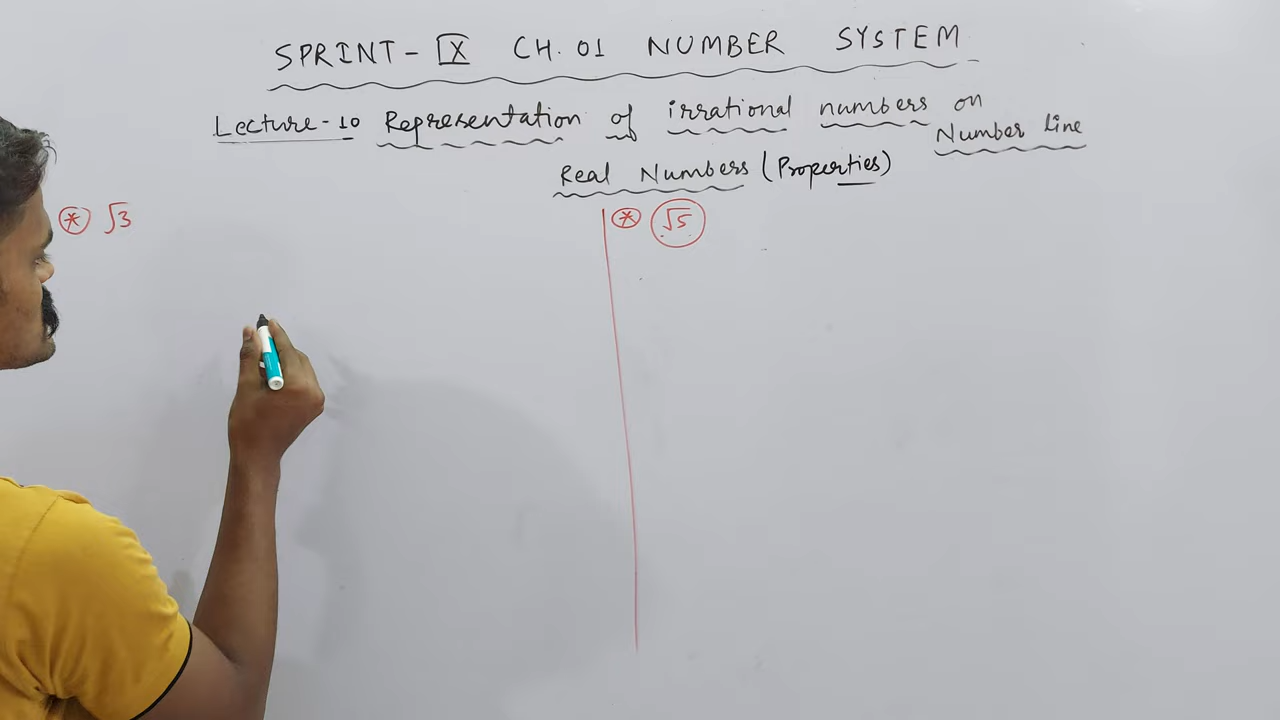 SPRINT-IX CH.01 NUMBER SYSTEM
Lecture-10 Representation of irrational numbers on
Number line
Real Numbers (Properties)
* √3
* √5